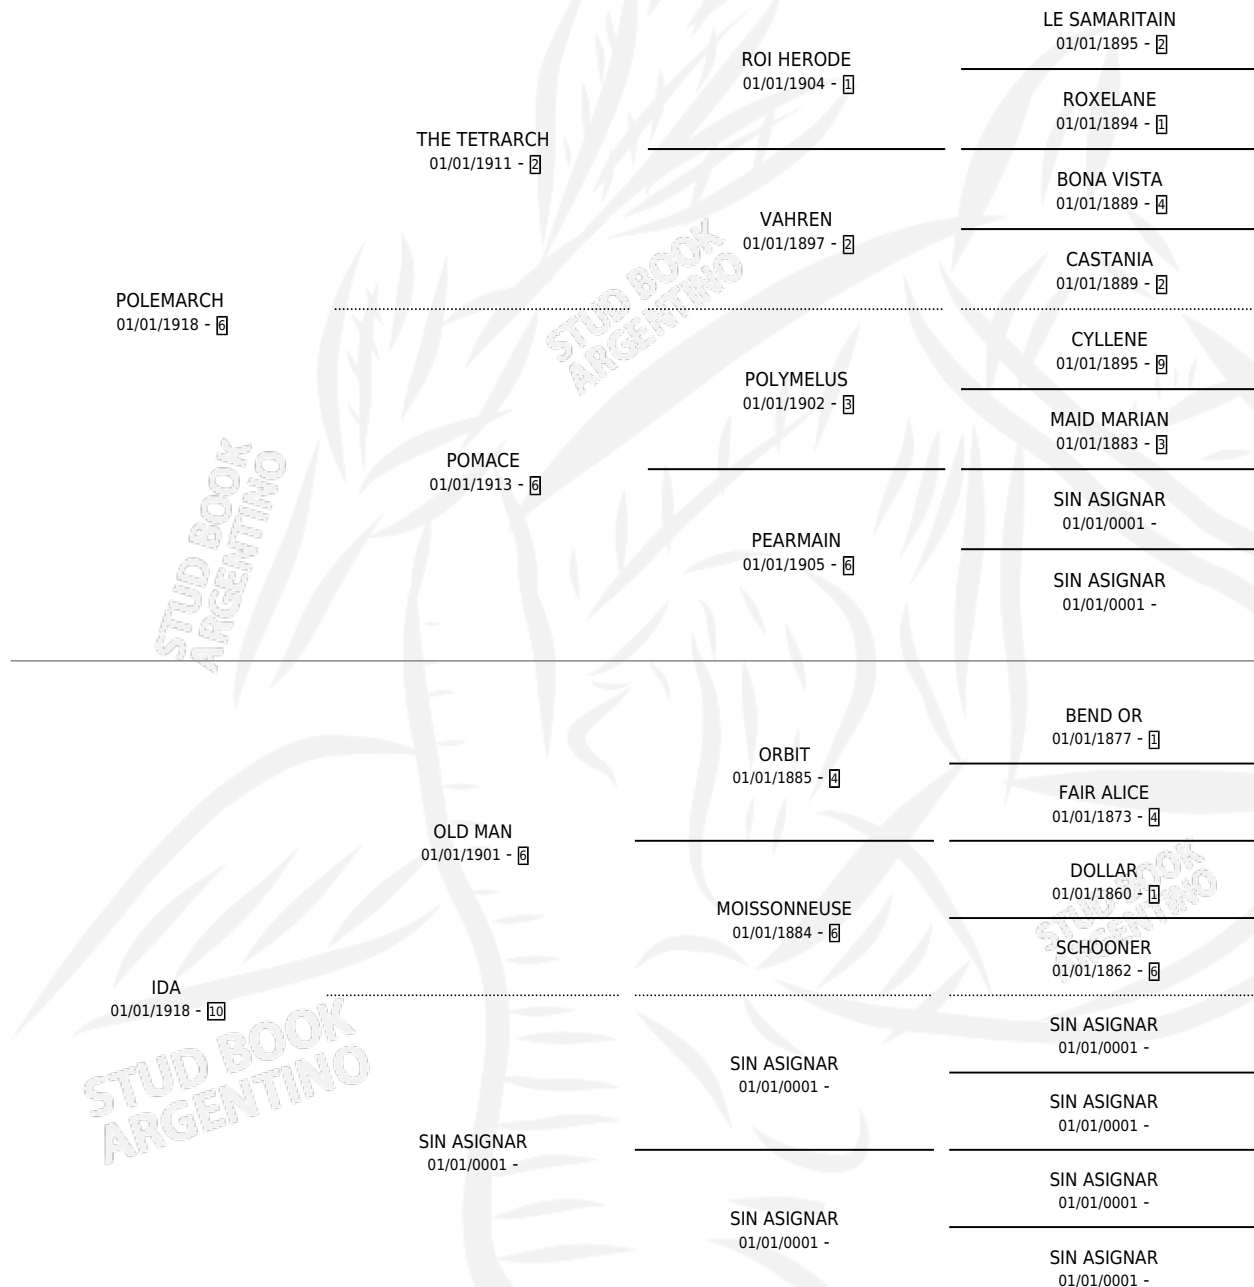 LE SAMARITAIN
01/01/1895 - 2
ROI HERODE
01/01/1904 - 1
ROXELANE
01/01/1894 - 1
THE TETRARCH
01/01/1911 - 2
BONA VISTA
01/01/1889 - 4
VAHREN
01/01/1897 - 2
CASTANIA
01/01/1889 - 2
POLEMARCH
01/01/1918 - 6
CYLLENE
01/01/1895 - 9
POLYMELUS
01/01/1902 - 3
MAID MARIAN
01/01/1883 - 3
POMACE
01/01/1913 - 6
SIN ASIGNAR
01/01/0001 -
PEARMAIN
01/01/1905 - 6
SIN ASIGNAR
01/01/0001 -
BEND OR
01/01/1877 - 1
ORBIT
01/01/1885 - 4
FAIR ALICE
01/01/1873 - 4
OLD MAN
01/01/1901 - 6
DOLLAR
01/01/1860 - 1
MOISSONNEUSE
01/01/1884 - 6
SCHOONER
01/01/1862 - 6
IDA
01/01/1918 - 10
SIN ASIGNAR
01/01/0001 -
SIN ASIGNAR
01/01/0001 -
SIN ASIGNAR
01/01/0001 -
SIN ASIGNAR
01/01/0001 -
SIN ASIGNAR
01/01/0001 -
SIN ASIGNAR
01/01/0001 -
SIN ASIGNAR
01/01/0001 -
STUD BOOK
ARGENTINO
STUD BOOK
ARGENTINO
STUD BOOK
ARGENTINO
STUD BOOK
ARGENTINO